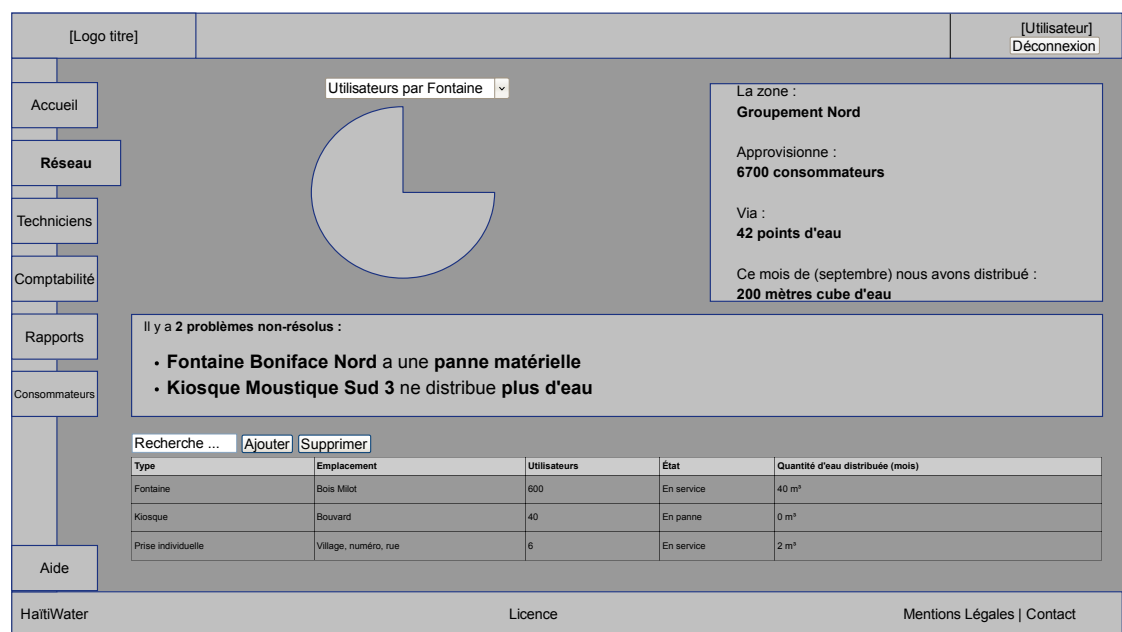 [Logo titre]
[Utilisateur]
Déconnexion
Accueil
Réseau
Techniciens
Comptabilité
Rapports
Consommateurs
Aide
Utilisateurs par Fontaine
La zone :
Groupement Nord
Approvisionne :
6700 consommateurs
Via :
42 points d'eau
Ce mois de (septembre) nous avons distribué :
200 mètres cube d'eau
Il y a 2 problèmes non-résolus :
• Fontaine Boniface Nord a une panne matérielle
• Kiosque Moustique Sud 3 ne distribue plus d'eau
Recherche ... Ajouter Supprimer
Type Emplacement Utilisateurs État Quantité d'eau distribuée (mois)
Fontaine Bois Milot 600 En service 40 m³
Kiosque Bouvard 40 En panne 0 m³
Prise individuelle Village, numéro, rue 6 En service 2 m³
HaïtiWater Licence Mentions Légales | Contact